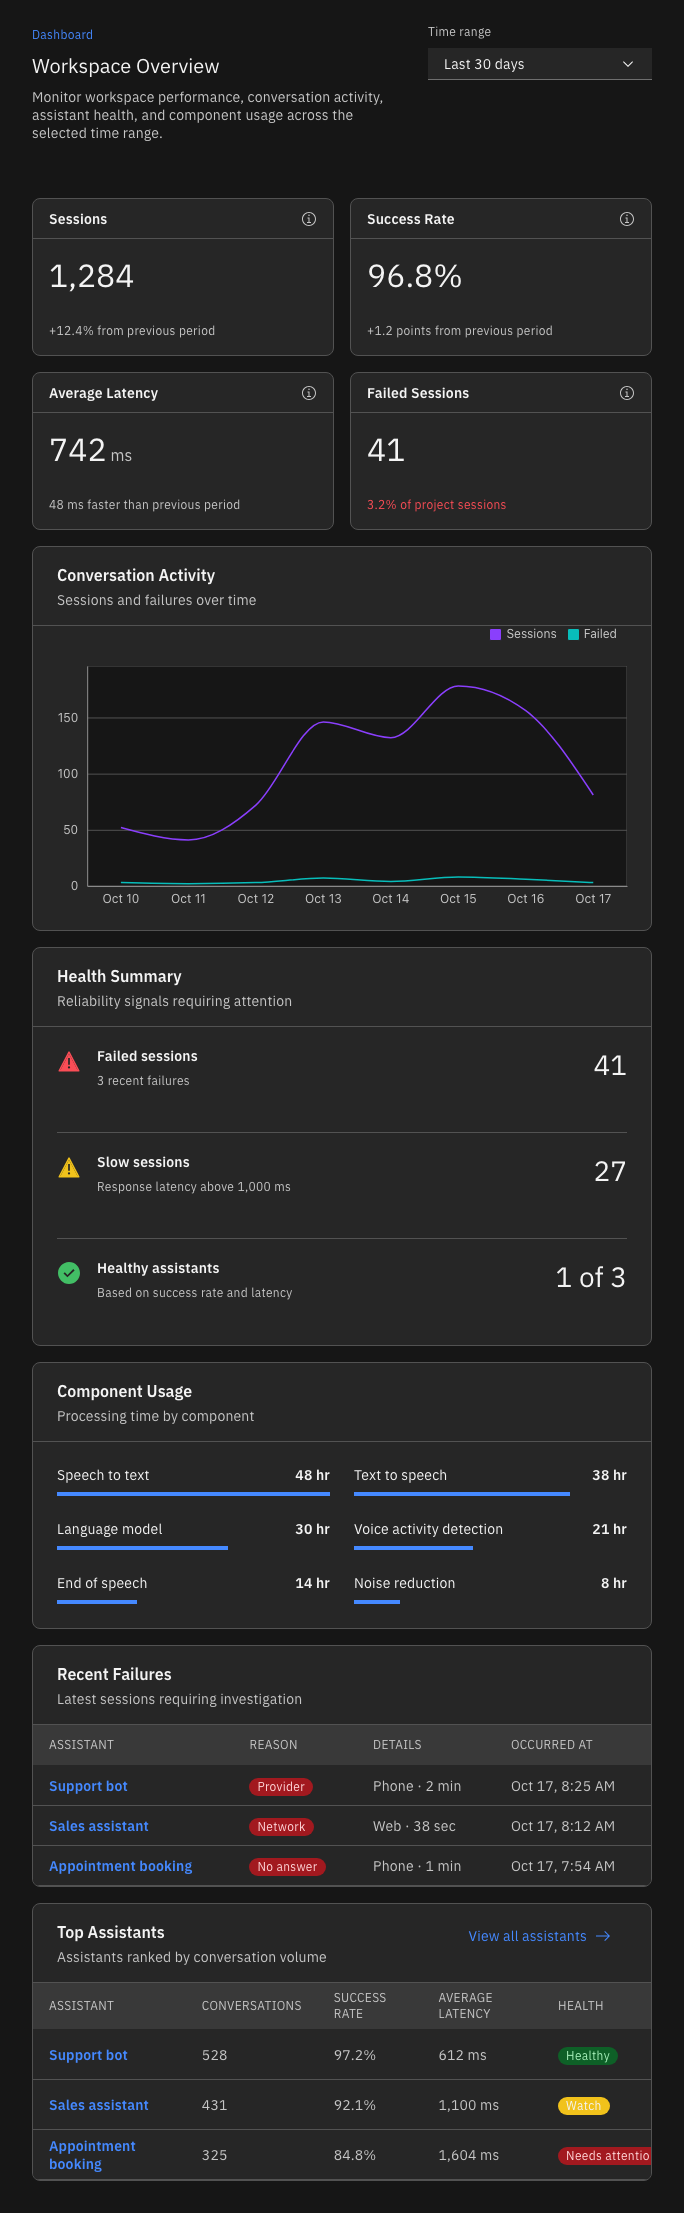 Dashboard
Workspace Overview
Monitor workspace performance, conversation activity,
assistant health, and component usage across the
selected time range.
Time range
Last 30 days
Sessions
1,284
+12.4% from previous period
Success Rate
96.8%
+1.2 points from previous period
Average Latency
742 ms
48 ms faster than previous period
Failed Sessions
41
3.2% of project sessions
Conversation Activity
Sessions and failures over time
Sessions Failed
150
100
50
0
Oct 10 Oct 11 Oct 12 Oct 13 Oct 14 Oct 15 Oct 16 Oct 17
Health Summary
Reliability signals requiring attention
Failed sessions 41
3 recent failures
Slow sessions 27
Response latency above 1,000 ms
Healthy assistants 1 of 3
Based on success rate and latency
Component Usage
Processing time by component
Speech to text 48 hr Text to speech 38 hr
Language model 30 hr Voice activity detection 21 hr
End of speech 14 hr Noise reduction 8 hr
Recent Failures
Latest sessions requiring investigation
ASSISTANT REASON DETAILS OCCURRED AT
Support bot Provider Phone · 2 min Oct 17, 8:25 AM
Sales assistant Network Web · 38 sec Oct 17, 8:12 AM
Appointment booking No answer Phone · 1 min Oct 17, 7:54 AM
Top Assistants
Assistants ranked by conversation volume
View all assistants →
ASSISTANT CONVERSATIONS SUCCESS RATE AVERAGE LATENCY HEALTH
Support bot 528 97.2% 612 ms Healthy
Sales assistant 431 92.1% 1,100 ms Watch
Appointment booking 325 84.8% 1,604 ms Needs attentio